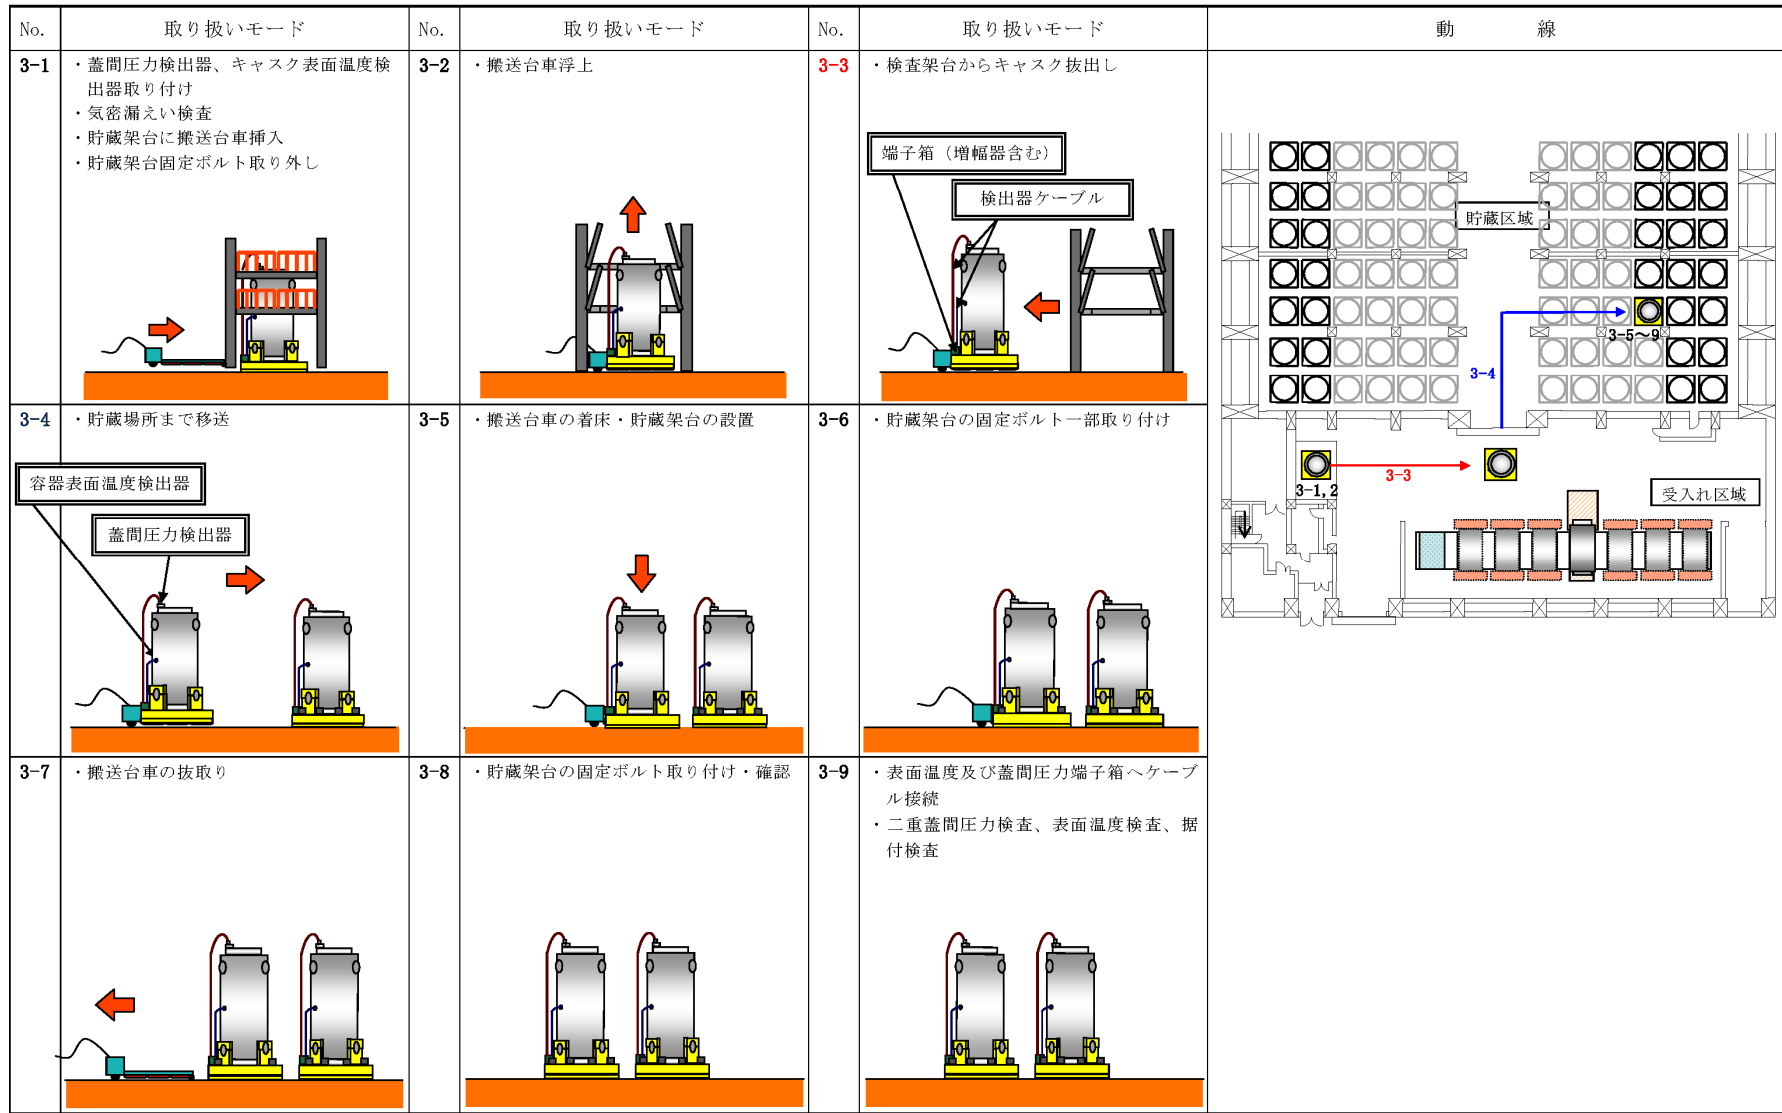 No. 取り扱いモード No. 取り扱いモード No. 取り扱いモード 動 線
3-1
・蓋間圧力検出器、キャスク表面温度検
出器取り付け
・気密漏えい検査
・貯蔵架台に搬送台車挿入
・貯蔵架台固定ボルト取り外し
3-2
・搬送台車浮上
3-3
・検査架台からキャスク抜出し
端子箱（増幅器含む）
検出器ケーブル
3-4
・貯蔵場所まで移送
容器表面温度検出器
蓋間圧力検出器
3-5
・搬送台車の着床・貯蔵架台の設置
3-6
・貯蔵架台の固定ボルト一部取り付け
3-7
・搬送台車の抜取り
3-8
・貯蔵架台の固定ボルト取り付け・確認
3-9
・表面温度及び蓋間圧力端子箱へケーブ
ル接続
・二重蓋間圧力検査、表面温度検査、据
付検査
貯蔵区域
3-5～9
3-4
3-3
3-1,2
受入れ区域